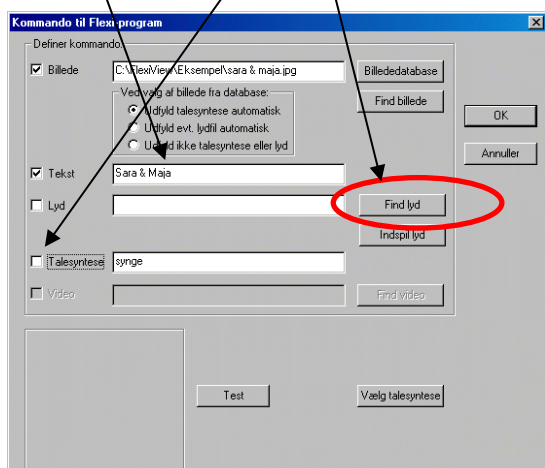 Kommando til Flexi-program
Definer kommando:
Billede
C:\FlexiView\Eksempel\sara & maja.jpg
Billededatabase
Ved valg af billede fra database:
Udfyld talesyntese automatisk
Udfyld evt. lydfil automatisk
Udfyld ikke talesyntese eller lyd
Find billede
OK
Annuller
Tekst
Sara & Maja
Lyd
Find lyd
Indspil lyd
Talesyntese
synge
Video
Find video
Test
Vælg talesyntese